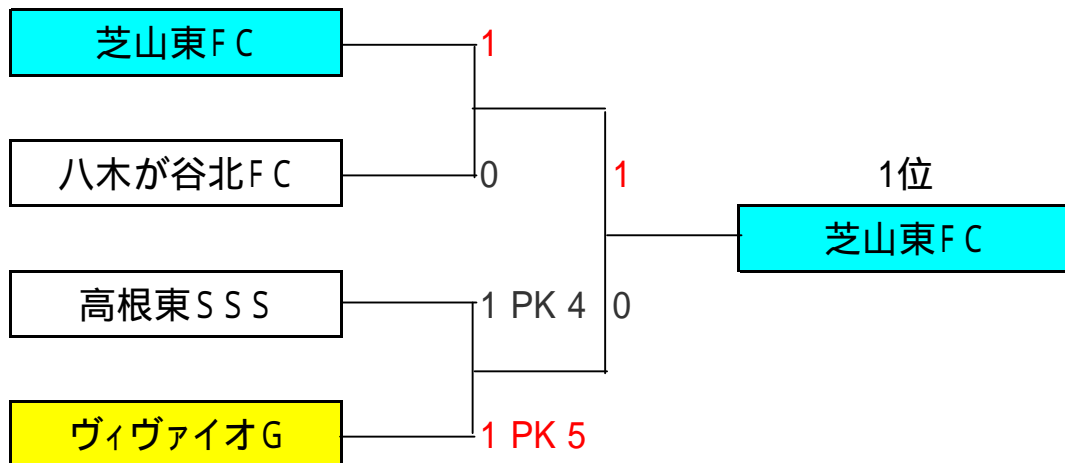 芝山東FC
1
八木が谷北FC
0
1
1位
芝山東FC
高根東SSS
1 PK 4
0
ヴィヴァイオG
1 PK 5